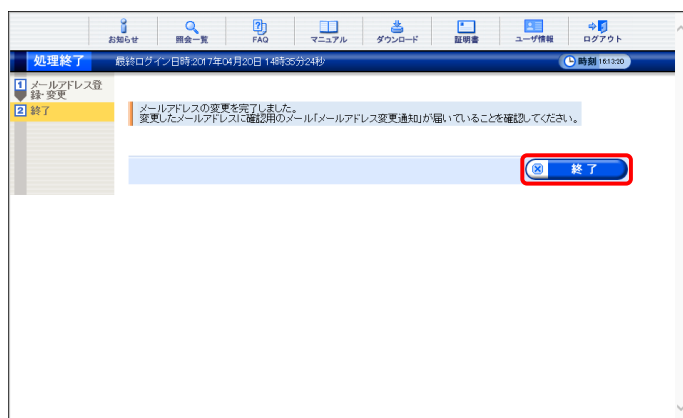 お知らせ 照会一覧 FAQ マニュアル ダウンロード 証明書 ユーザ情報 ログアウト
処理終了 最終ログイン日時:2017年04月20日 14時35分24秒 時刻 16:13:20
1 メールアドレス登
録・変更
2 終了
メールアドレスの変更を完了しました。
変更したメールアドレスに確認用のメール「メールアドレス変更通知」が届いていることを確認してください。
終了